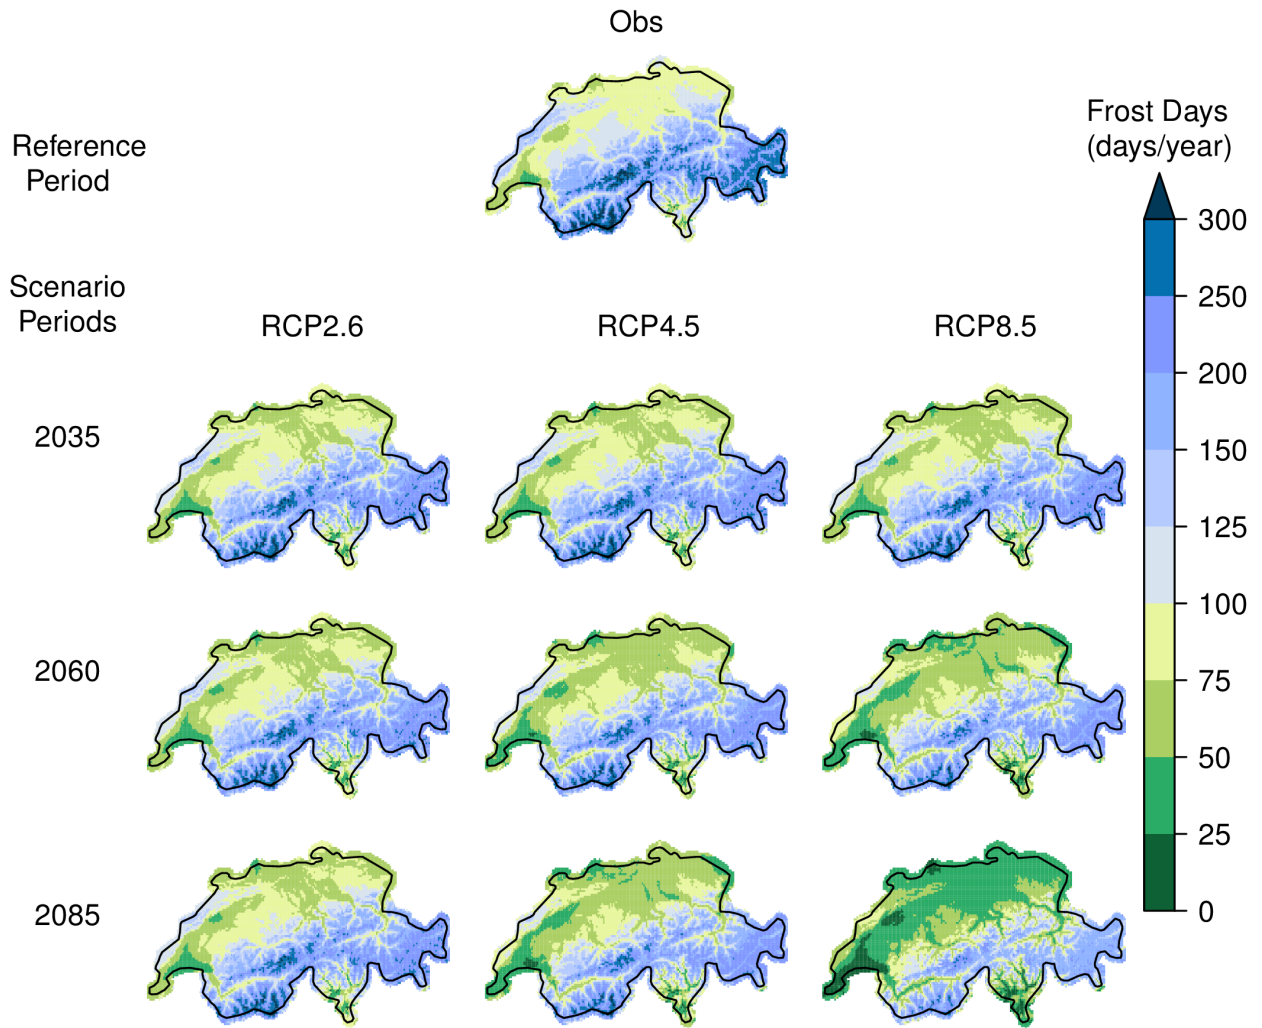 Obs
Reference
Period
Frost Days
(days/year)
300
250
200
150
125
100
75
50
25
0
Scenario
Periods
RCP2.6
RCP4.5
RCP8.5
2035
2060
2085